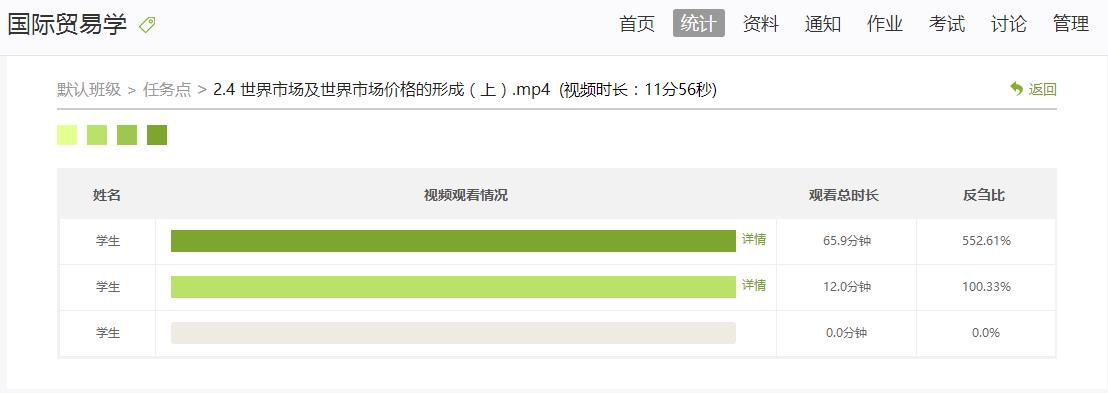 国际贸易学
首页 统计 资料 通知 作业 考试 讨论 管理
默认班级 > 任务点 > 2.4 世界市场及世界市场价格的形成（上）.mp4 (视频时长：11分56秒) 返回
姓名 视频观看情况 观看总时长 反刍比
学生 详情 65.9分钟 552.61%
学生 详情 12.0分钟 100.33%
学生 0.0分钟 0.0%